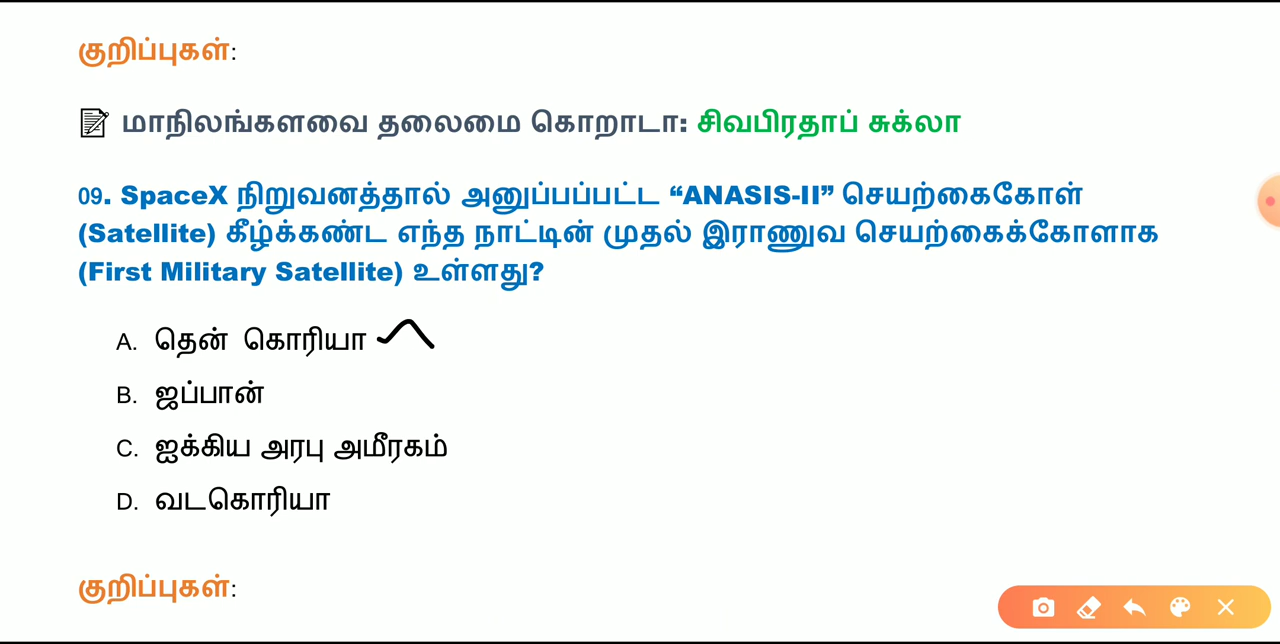 குறிப்புகள்:
📝 மாநிலங்களவை தலைமை கொறாடா: சிவபிரதாப் சுக்லா
09. SpaceX நிறுவனத்தால் அனுப்பப்பட்ட “ANASIS-II” செயற்கைகோள்
(Satellite) கீழ்க்கண்ட எந்த நாட்டின் முதல் இராணுவ செயற்கைக்கோளாக
(First Military Satellite) உள்ளது?
A. தென் கொரியா
B. ஜப்பான்
C. ஐக்கிய அரபு அமீரகம்
D. வடகொரியா
குறிப்புகள்: